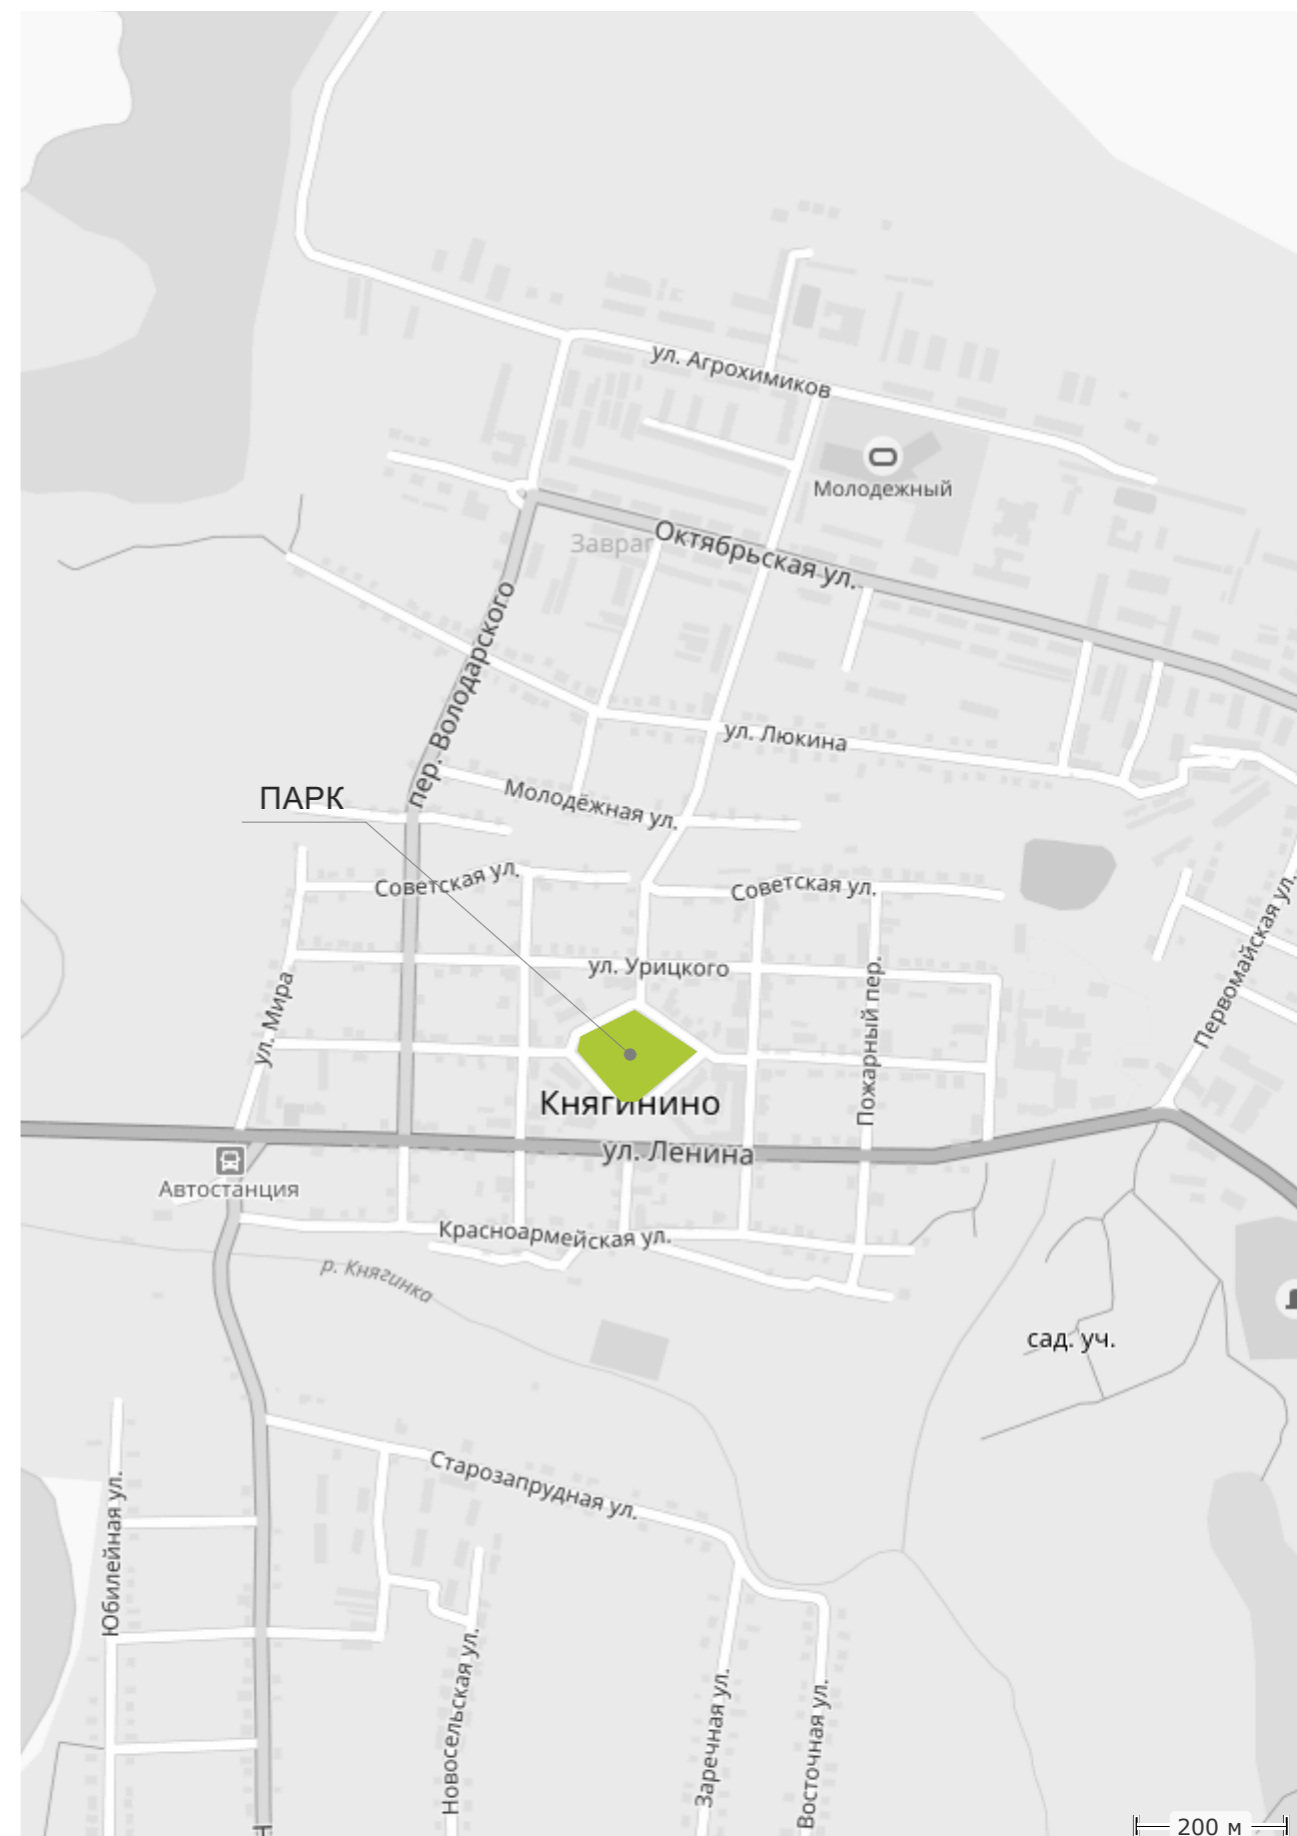 ул. Агрохимиков
Молодежный
Октябрьская ул.
Завраг
пер. Володарского
ул. Люкина
ПАРК
Молодёжная ул.
Советская ул.
Советская ул.
Первомайская ул.
ул. Урицкого
ул. Мира
Пожарный пер.
Княгинино
ул. Ленина
Автостанция
Красноармейская ул.
р. Княгинка
сад. уч.
Старозапрудная ул.
Юбилейная ул.
Новосельская ул.
Заречная ул.
Восточная ул.
200 м